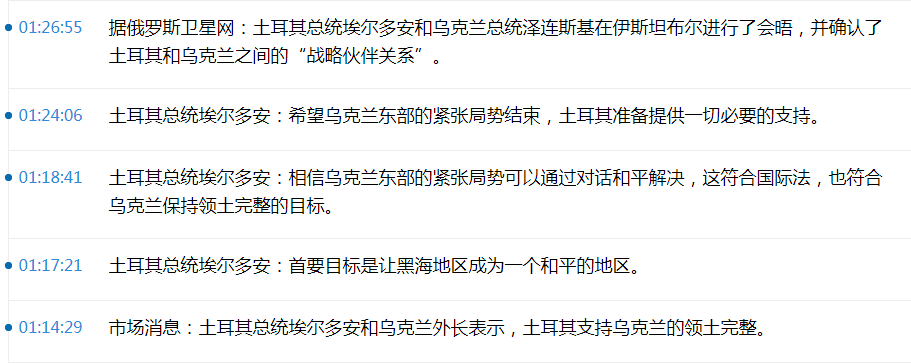 01:26:55 据俄罗斯卫星网：土耳其总统埃尔多安和乌克兰总统泽连斯基在伊斯坦布尔进行了会晤，并确认了
土耳其和乌克兰之间的“战略伙伴关系”。
01:24:06 土耳其总统埃尔多安：希望乌克兰东部的紧张局势结束，土耳其准备提供一切必要的支持。
01:18:41 土耳其总统埃尔多安：相信乌克兰东部的紧张局势可以通过对话和平解决，这符合国际法，也符合
乌克兰保持领土完整的目标。
01:17:21 土耳其总统埃尔多安：首要目标是让黑海地区成为一个和平的地区。
01:14:29 市场消息：土耳其总统埃尔多安和乌克兰外长表示，土耳其支持乌克兰的领土完整。